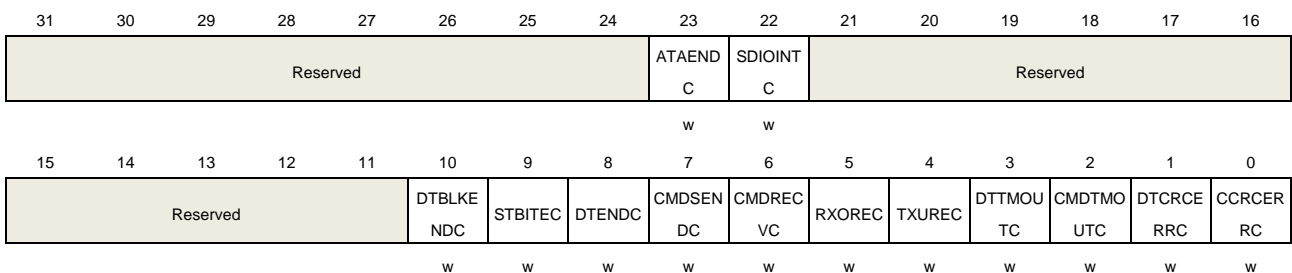 31 30 29 28 27 26 25 24 23 22 21 20 19 18 17 16
Reserved ATAEND SDIOINT Reserved
C C
w w
15 14 13 12 11 10 9 8 7 6 5 4 3 2 1 0
Reserved DTBLKE STBITEC DTENDC CMDSEN CMDREC RXOREC TXUREC DTTMOU CMDTMO DTCRCE CCRCER
NDC DC VC TC UTC RRC RC
w w w w w w w w w w w